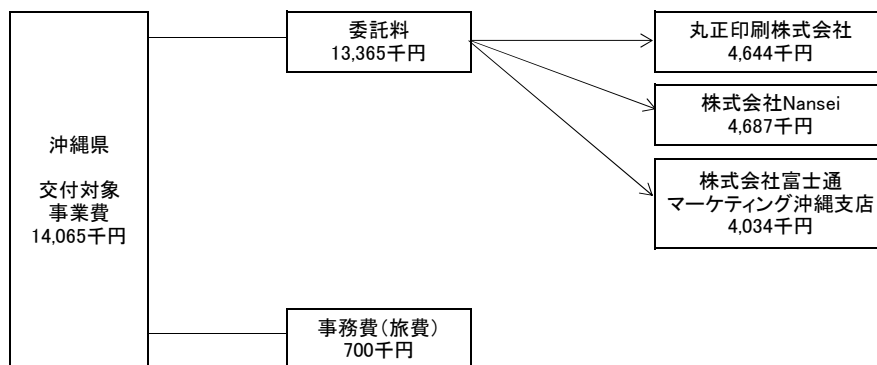 沖縄県
交付対象
事業費
14,065千円
委託料
13,365千円
丸正印刷株式会社
4,644千円
株式会社Nansei
4,687千円
株式会社富士通
マーケティング沖縄支店
4,034千円
事務費(旅費)
700千円